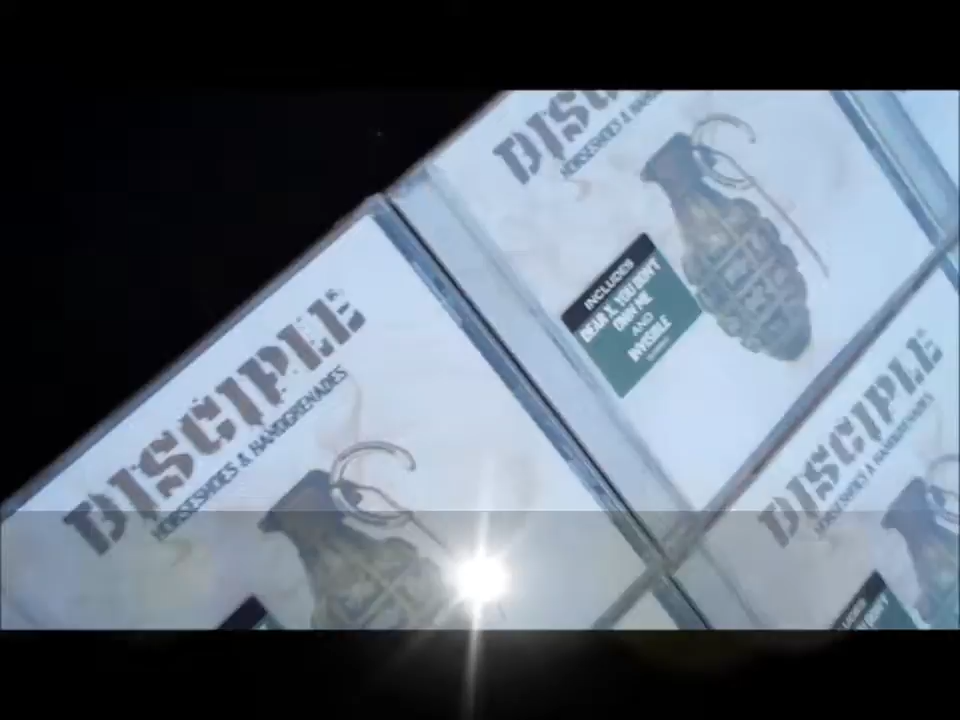 DISCIPLE
HORSESHOES & HANDGRENADES
INCLUDES
DEAR X, YOU DON'T
OWN ME
AND
INVISIBLE
DISCIPLE
HORSESHOES & HANDGRENADES
DISCIPLE
HORSESHOES & HANDGRENADES